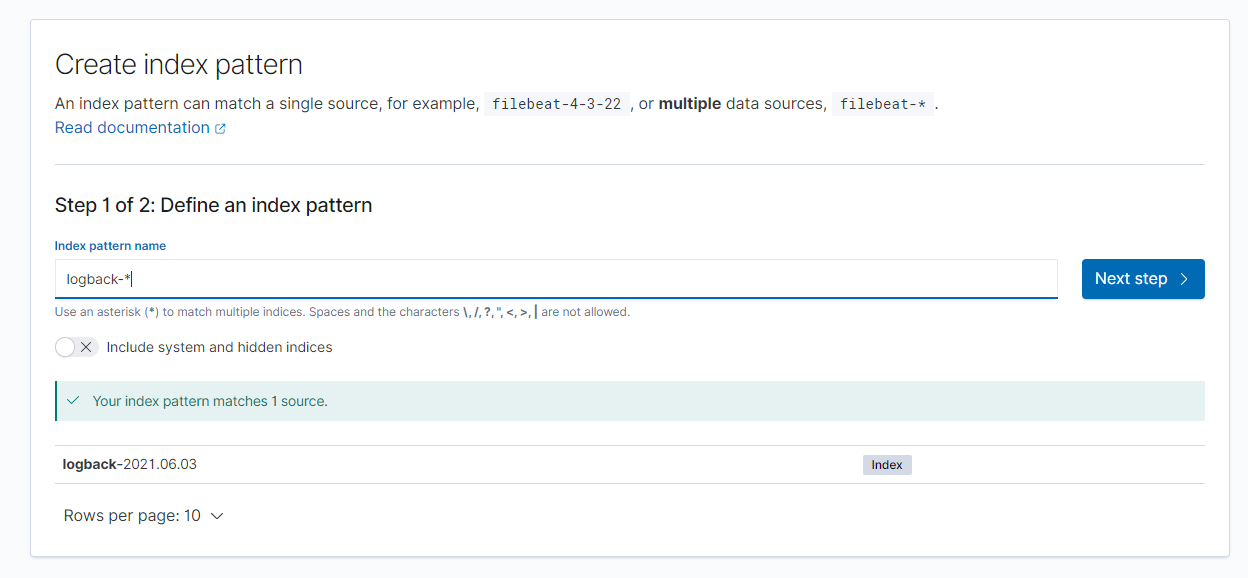 Create index pattern
An index pattern can match a single source, for example, filebeat-4-3-22 , or multiple data sources, filebeat-* .
Read documentation
Step 1 of 2: Define an index pattern
Index pattern name
logback-*
Next step
Use an asterisk (*) to match multiple indices. Spaces and the characters \, /, ?, ", <, >, | are not allowed.
Include system and hidden indices
Your index pattern matches 1 source.
logback-2021.06.03 Index
Rows per page: 10